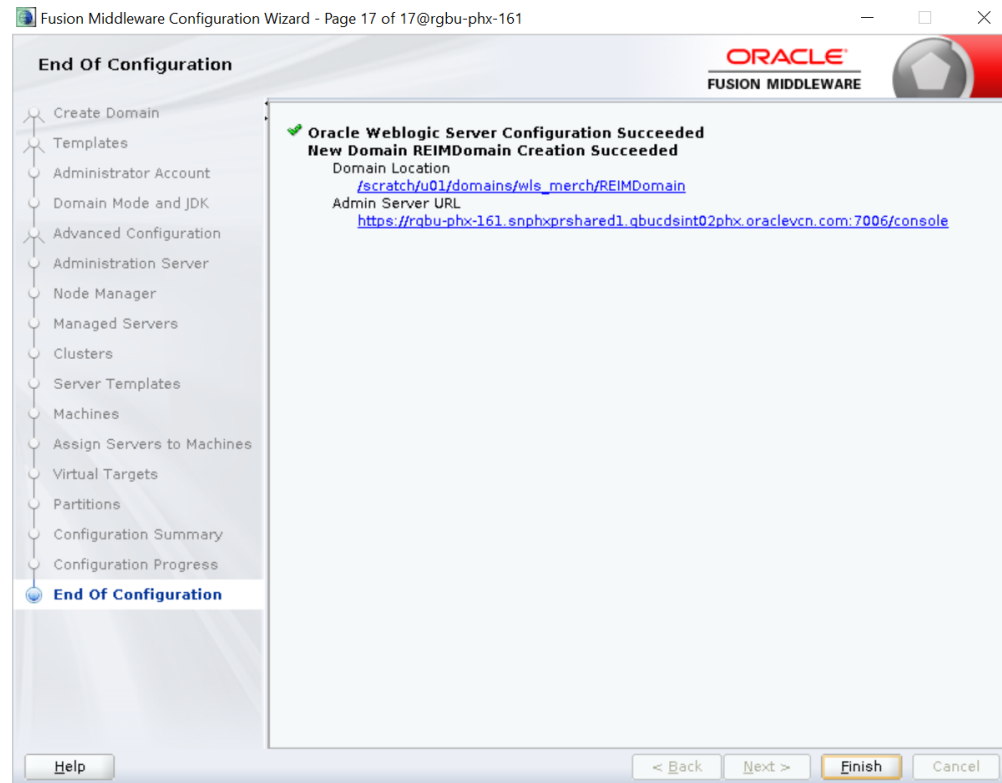 Fusion Middleware Configuration Wizard - Page 17 of 17@rgbu-phx-161
End Of Configuration
ORACLE
FUSION MIDDLEWARE
Create Domain
Templates
Administrator Account
Domain Mode and JDK
Advanced Configuration
Administration Server
Node Manager
Managed Servers
Clusters
Server Templates
Machines
Assign Servers to Machines
Virtual Targets
Partitions
Configuration Summary
Configuration Progress
End Of Configuration
Oracle Weblogic Server Configuration Succeeded
New Domain REIMDomain Creation Succeeded
Domain Location
/scratch/u01/domains/wls_merch/REIMDomain
Admin Server URL
https://rgbu-phx-161.snphxprshared1.gbucdsint02phx.oraclevcn.com:7006/console
Help
< Back
Next >
Finish
Cancel